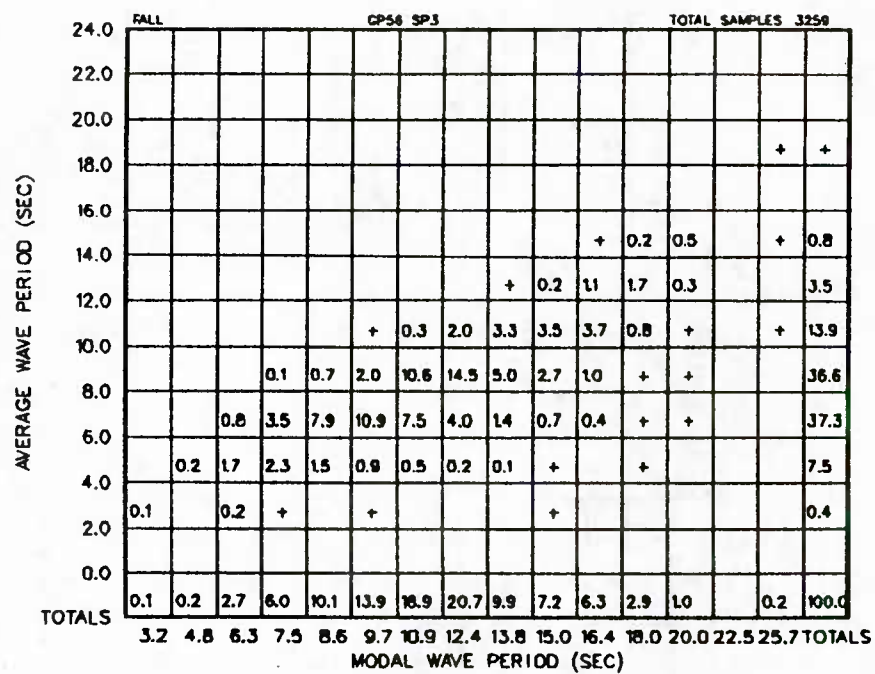 FALL GP56 SP3 TOTAL SAMPLES 3259
24.0
22.0
20.0
18.0
+ +
16.0
+ 0.2 0.5 + 0.8
14.0
+ 0.2 1.1 1.7 0.3 3.5
12.0
+ 0.3 2.0 3.3 3.5 3.7 0.8 + + 13.9
10.0
0.1 0.7 2.0 10.6 14.5 5.0 2.7 1.0 + + 36.6
8.0
0.8 3.5 7.9 10.9 7.5 4.0 1.4 0.7 0.4 + + 37.3
6.0
0.2 1.7 2.3 1.5 0.9 0.5 0.2 0.1 + + 7.5
4.0
0.1 0.2 + + + 0.4
2.0
0.0
0.1 0.2 2.7 6.0 10.1 13.9 18.9 20.7 9.9 7.2 6.3 2.9 1.0 0.2 100.0
TOTALS
3.2 4.8 6.3 7.5 8.6 9.7 10.9 12.4 13.8 15.0 16.4 18.0 20.0 22.5 25.7 TOTALS
MODAL WAVE PERIOD (SEC)
AVERAGE WAVE PERIOD (SEC)